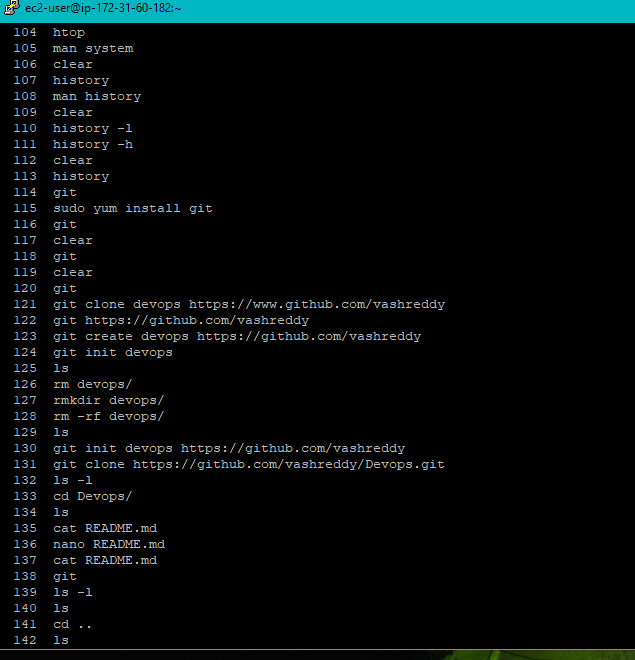 ec2-user@ip-172-31-60-182:~
104 htop
105 man system
106 clear
107 history
108 man history
109 clear
110 history -l
111 history -h
112 clear
113 history
114 git
115 sudo yum install git
116 git
117 clear
118 git
119 clear
120 git
121 git clone devops https://www.github.com/vashreddy
122 git https://github.com/vashreddy
123 git create devops https://github.com/vashreddy
124 git init devops
125 ls
126 rm devops/
127 rmkdir devops/
128 rm -rf devops/
129 ls
130 git init devops https://github.com/vashreddy
131 git clone https://github.com/vashreddy/Devops.git
132 ls -l
133 cd Devops/
134 ls
135 cat README.md
136 nano README.md
137 cat README.md
138 git
139 ls -l
140 ls
141 cd ..
142 ls